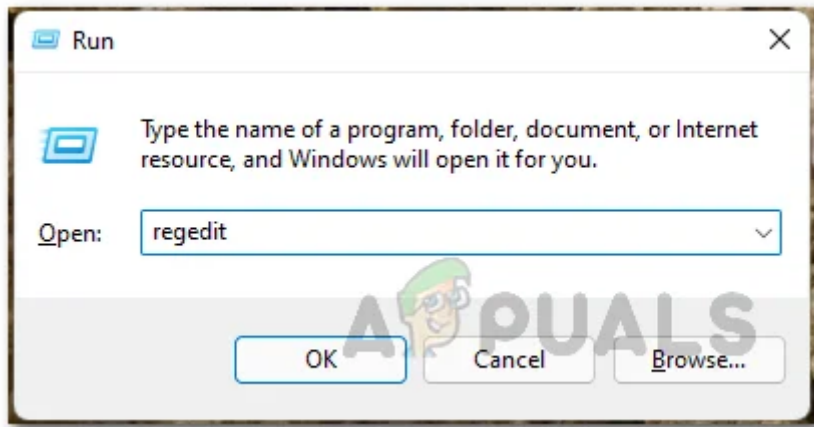 Run
Type the name of a program, folder, document, or Internet
resource, and Windows will open it for you.
Open: regedit
APPUALS
OK Cancel Browse...